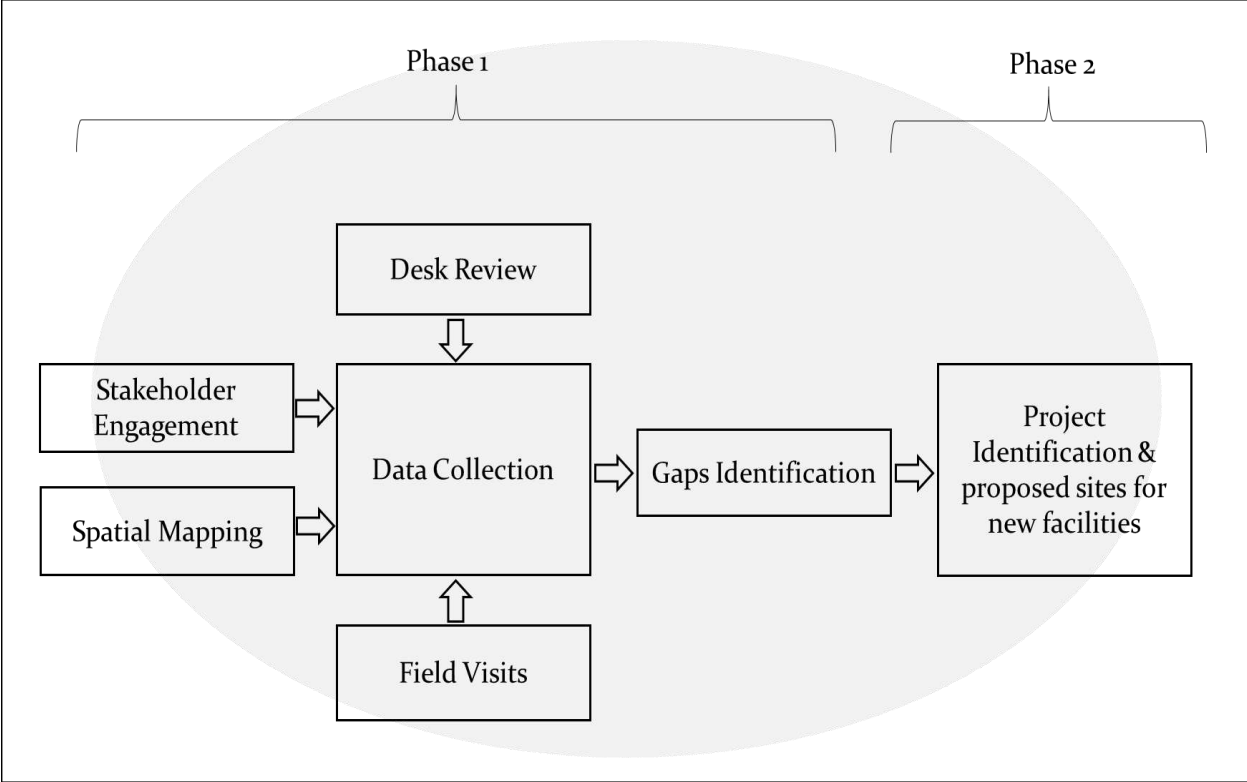 Phase 1
Phase 2
Desk Review
Stakeholder
Engagement
Data Collection
Spatial Mapping
Gaps Identification
Project
Identification &
proposed sites for
new facilities
Field Visits